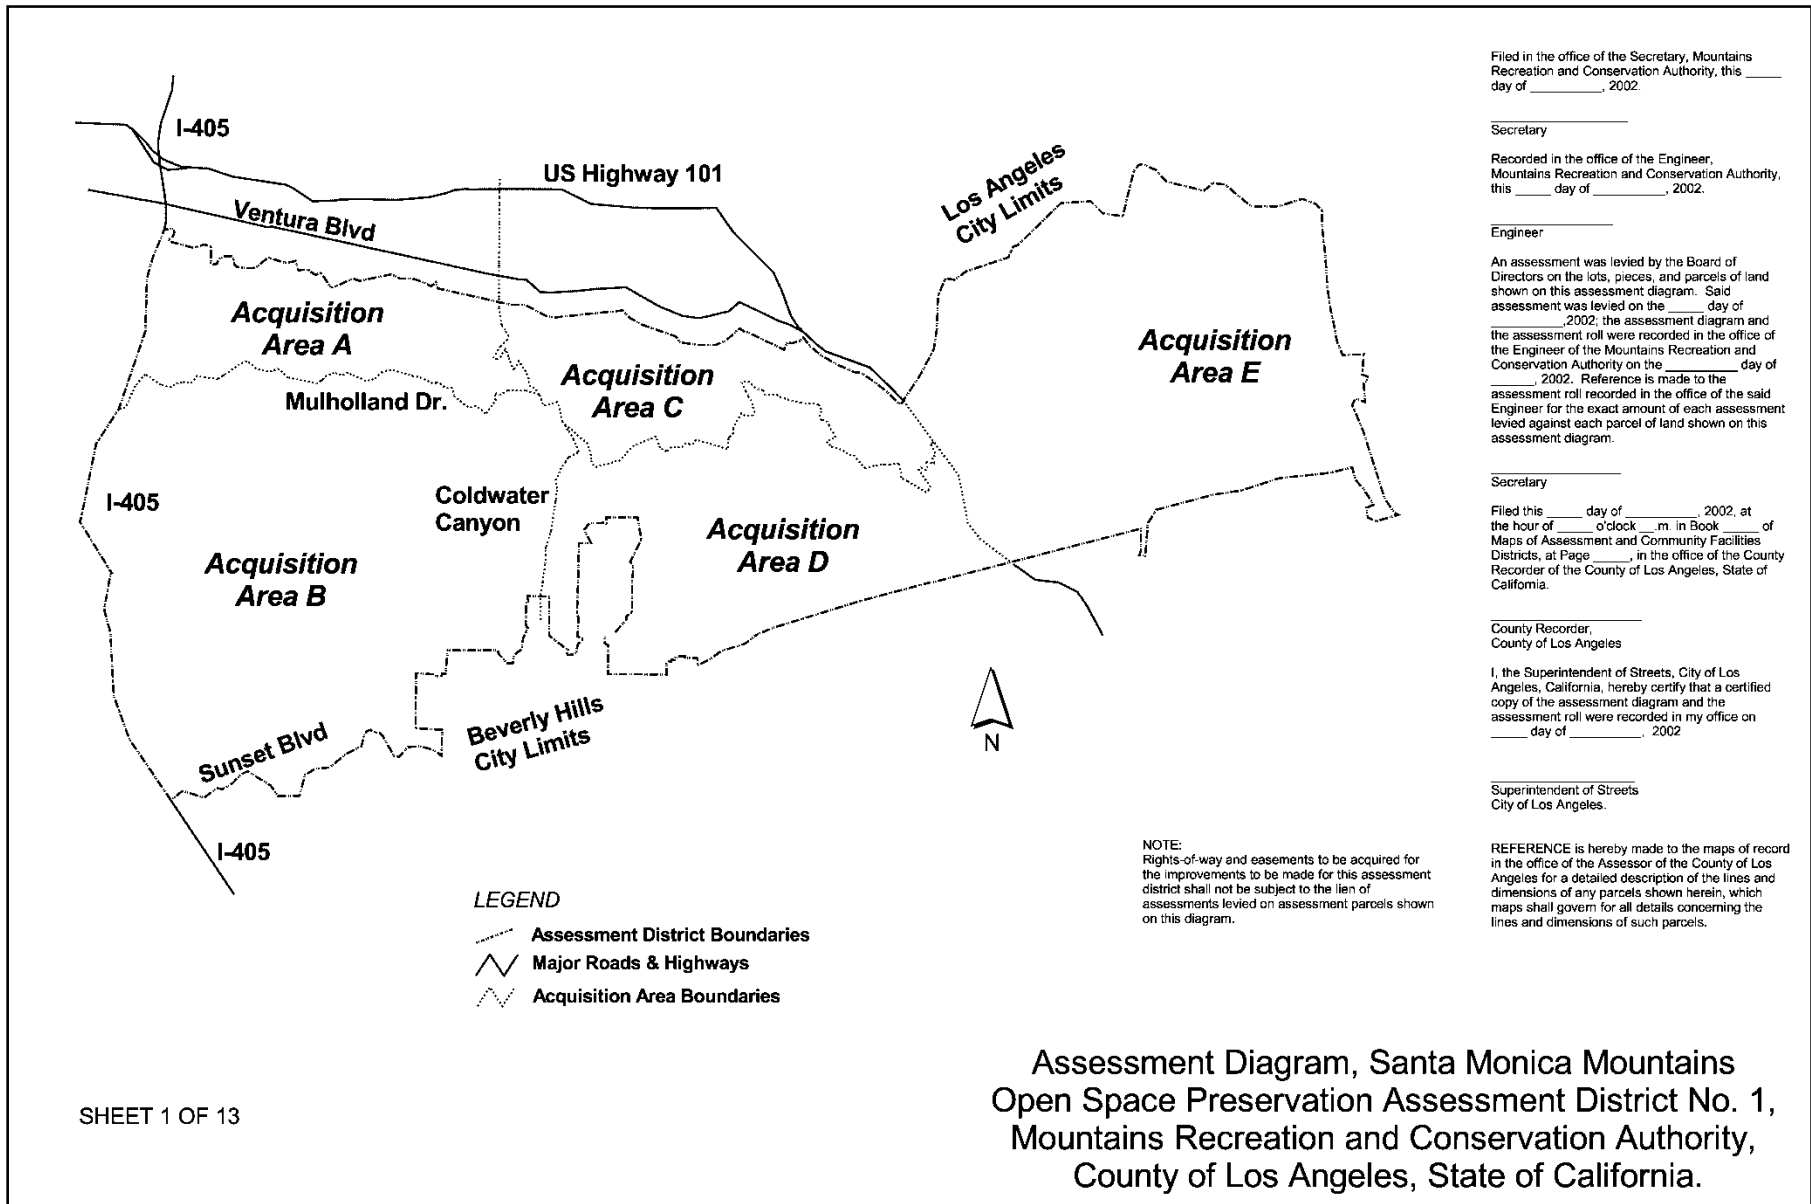 I-405
US Highway 101
Ventura Blvd
Los Angeles
City Limits
Acquisition
Area A
Acquisition
Area C
Acquisition
Area E
Mulholland Dr.
I-405
Coldwater
Canyon
Acquisition
Area B
Acquisition
Area D
Sunset Blvd
Beverly Hills
City Limits
N
I-405
LEGEND
Assessment District Boundaries
Major Roads & Highways
Acquisition Area Boundaries
NOTE:
Rights-of-way and easements to be acquired for
the improvements to be made for this assessment
district shall not be subject to the lien of
assessments levied on assessment parcels shown
on this diagram.
Filed in the office of the Secretary, Mountains
Recreation and Conservation Authority, this _____
day of __________, 2002.
Secretary
Recorded in the office of the Engineer,
Mountains Recreation and Conservation Authority,
this _____ day of __________, 2002.
Engineer
An assessment was levied by the Board of
Directors on the lots, pieces, and parcels of land
shown on this assessment diagram. Said
assessment was levied on the _____ day of
__________,2002; the assessment diagram and
the assessment roll were recorded in the office of
the Engineer of the Mountains Recreation and
Conservation Authority on the __________ day of
______, 2002. Reference is made to the
assessment roll recorded in the office of the said
Engineer for the exact amount of each assessment
levied against each parcel of land shown on this
assessment diagram.
Secretary
Filed this _____ day of __________, 2002, at
the hour of _____ o'clock __.m. in Book _____ of
Maps of Assessment and Community Facilities
Districts, at Page _____, in the office of the County
Recorder of the County of Los Angeles, State of
California.
County Recorder,
County of Los Angeles
I, the Superintendent of Streets, City of Los
Angeles, California, hereby certify that a certified
copy of the assessment diagram and the
assessment roll were recorded in my office on
_____ day of __________, 2002
Superintendent of Streets
City of Los Angeles.
REFERENCE is hereby made to the maps of record
in the office of the Assessor of the County of Los
Angeles for a detailed description of the lines and
dimensions of any parcels shown herein, which
maps shall govern for all details concerning the
lines and dimensions of such parcels.
SHEET 1 OF 13
Assessment Diagram, Santa Monica Mountains
Open Space Preservation Assessment District No. 1,
Mountains Recreation and Conservation Authority,
County of Los Angeles, State of California.